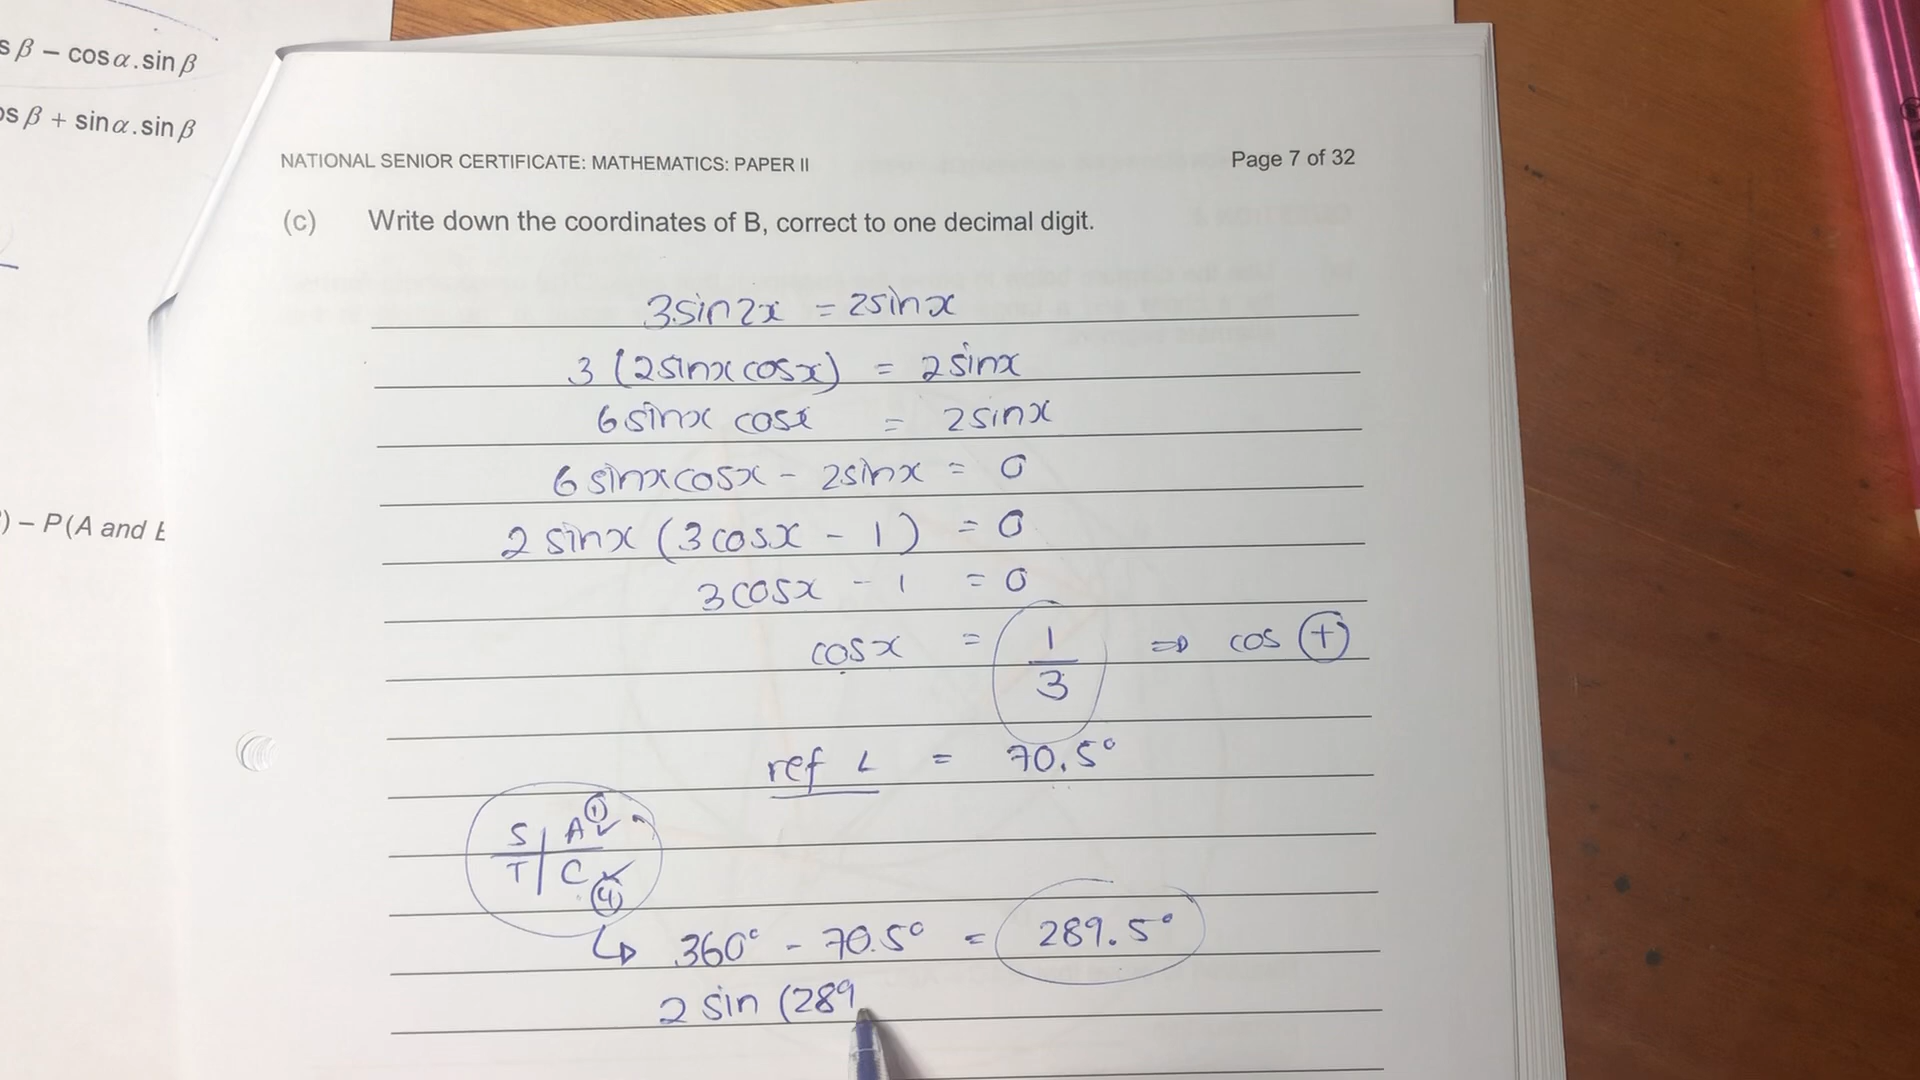 s β – cos α . sin β
os β + sin α . sin β
) – P(A and
NATIONAL SENIOR CERTIFICATE: MATHEMATICS: PAPER II
Page 7 of 32
(c) Write down the coordinates of B, correct to one decimal digit.
3sin2x = 2sinx
3 (2sinx cosx) = 2sinx
6sinx cosx = 2sinx
6sinxcosx - 2sinx = 0
2 sinx (3cosx - 1) = 0
3cosx - 1 = 0
cosx = 1/3 ⇒ cos (+)
ref ∠ = 70.5°
S A ①
T C ④
↳ 360° - 70.5° = 289.5°
2 sin (289